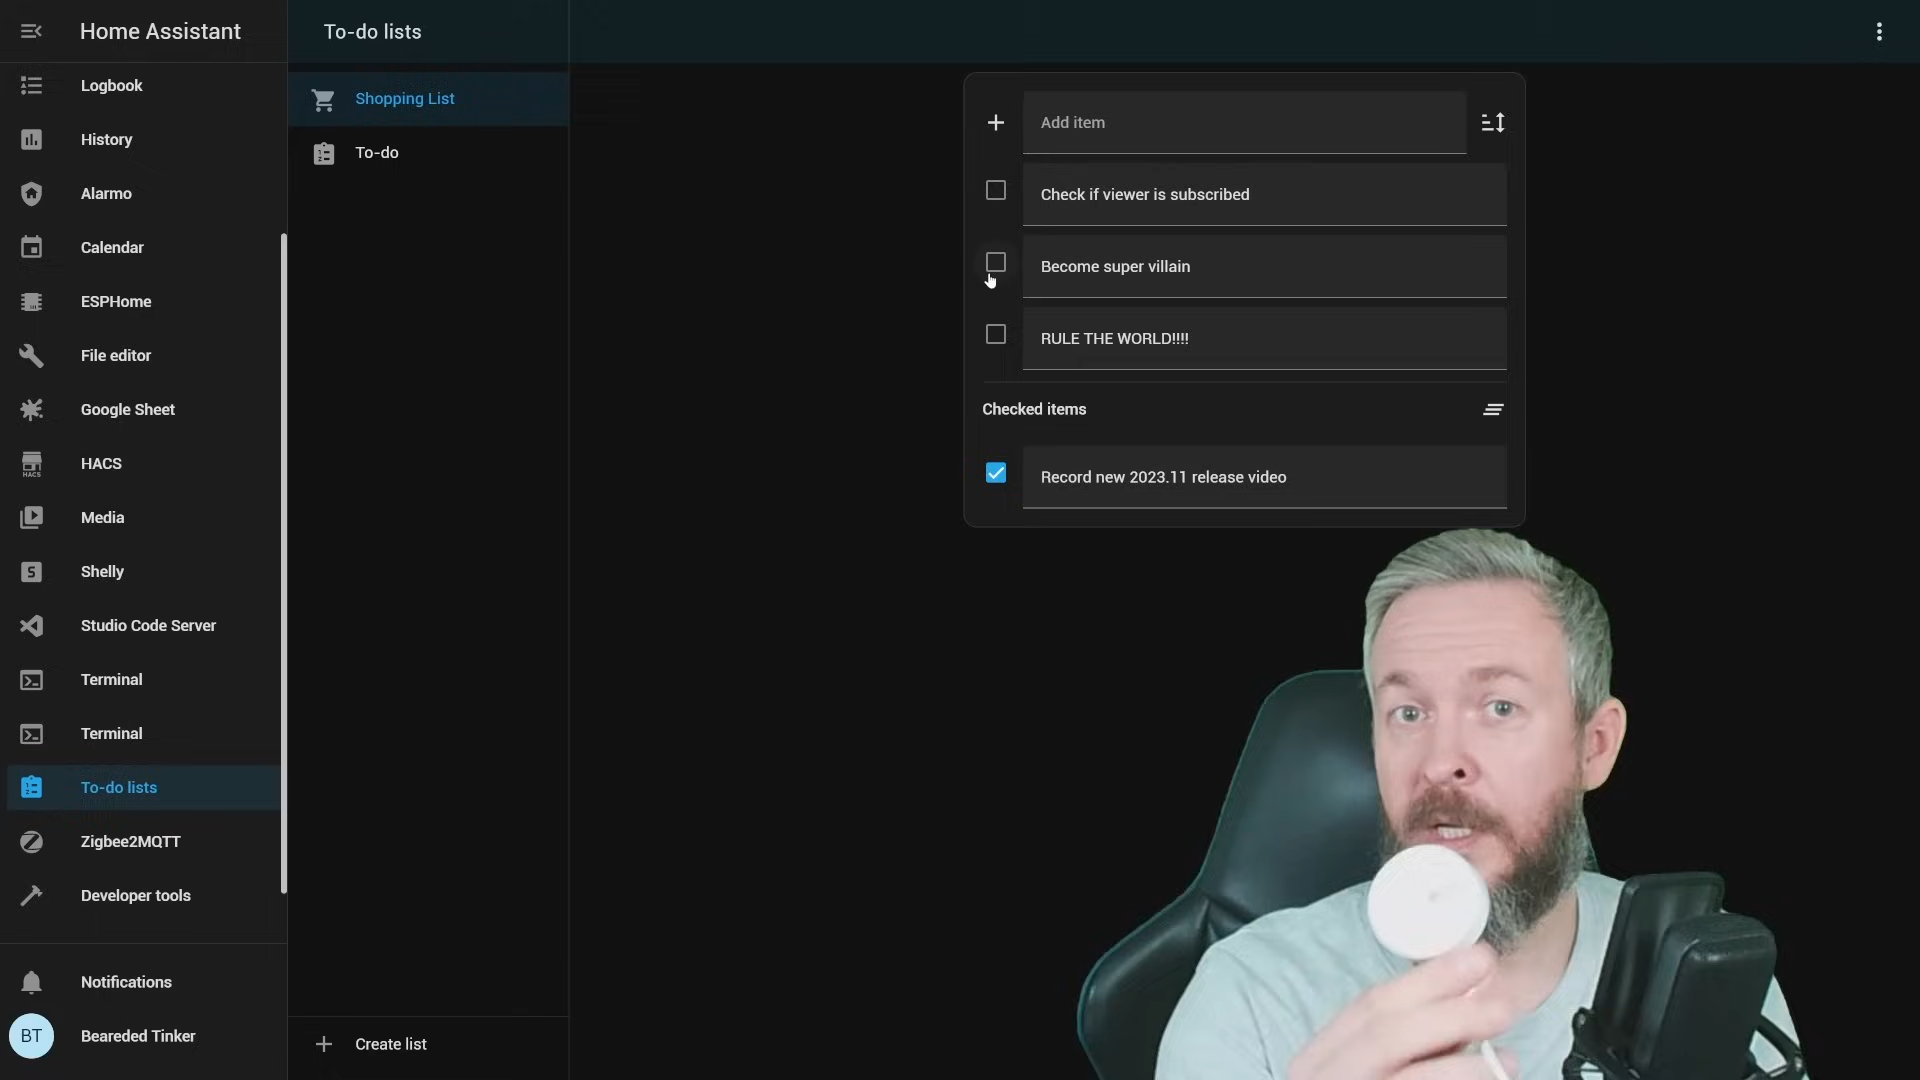 Home Assistant
Logbook
History
Alarmo
Calendar
ESPHome
File editor
Google Sheet
HACS
HACS
Media
S
Shelly
Studio Code Server
Terminal
Terminal
To-do lists
Zigbee2MQTT
Developer tools
Notifications
BT
Beareded Tinker
To-do lists
Shopping List
To-do
Create list
Add item
Check if viewer is subscribed
Become super villain
RULE THE WORLD!!!!
Checked items
Record new 2023.11 release video